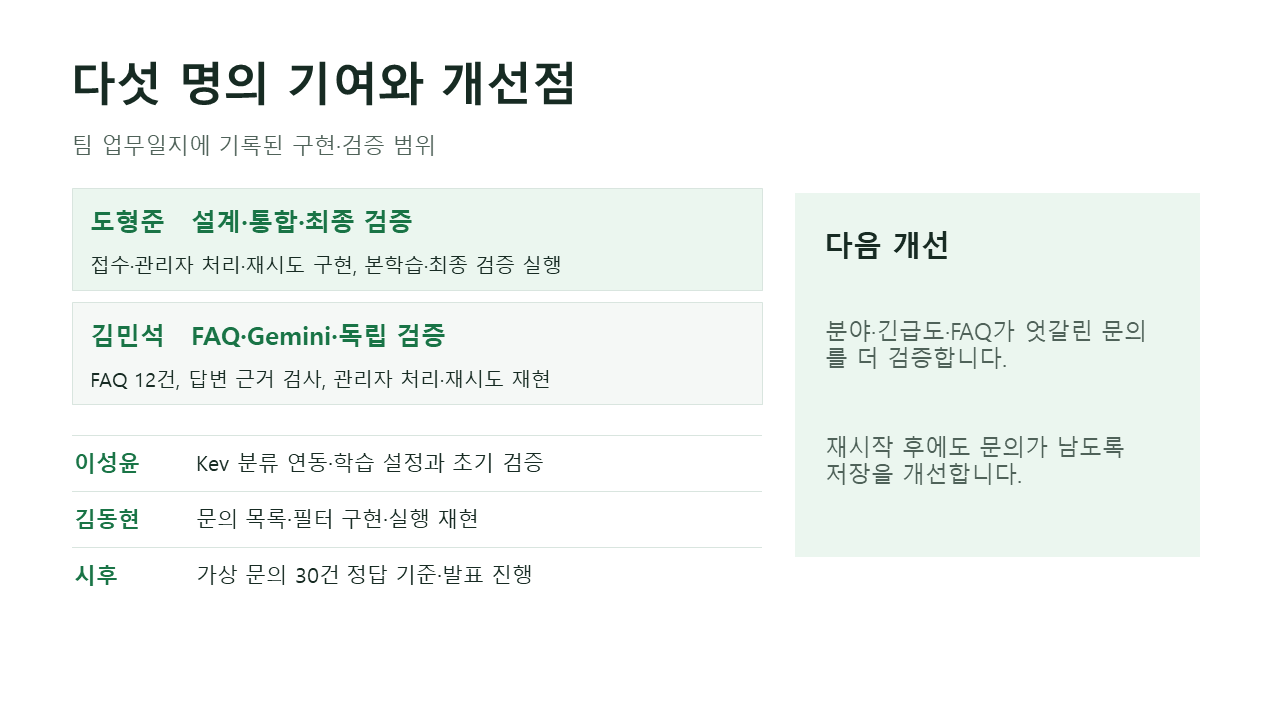 다섯 명의 기여와 개선점
팀 업무일지에 기록된 구현·검증 범위
도형준 설계·통합·최종 검증
접수·관리자 처리·재시도 구현, 본학습·최종 검증 실행
김민석 FAQ·Gemini·독립 검증
FAQ 12건, 답변 근거 검사, 관리자 처리·재시도 재현
이성윤 Kev 분류 연동·학습 설정과 초기 검증
김동현 문의 목록·필터 구현·실행 재현
시후 가상 문의 30건 정답 기준·발표 진행
다음 개선
분야·긴급도·FAQ가 엇갈린 문의
를 더 검증합니다.
재시작 후에도 문의가 남도록
저장을 개선합니다.